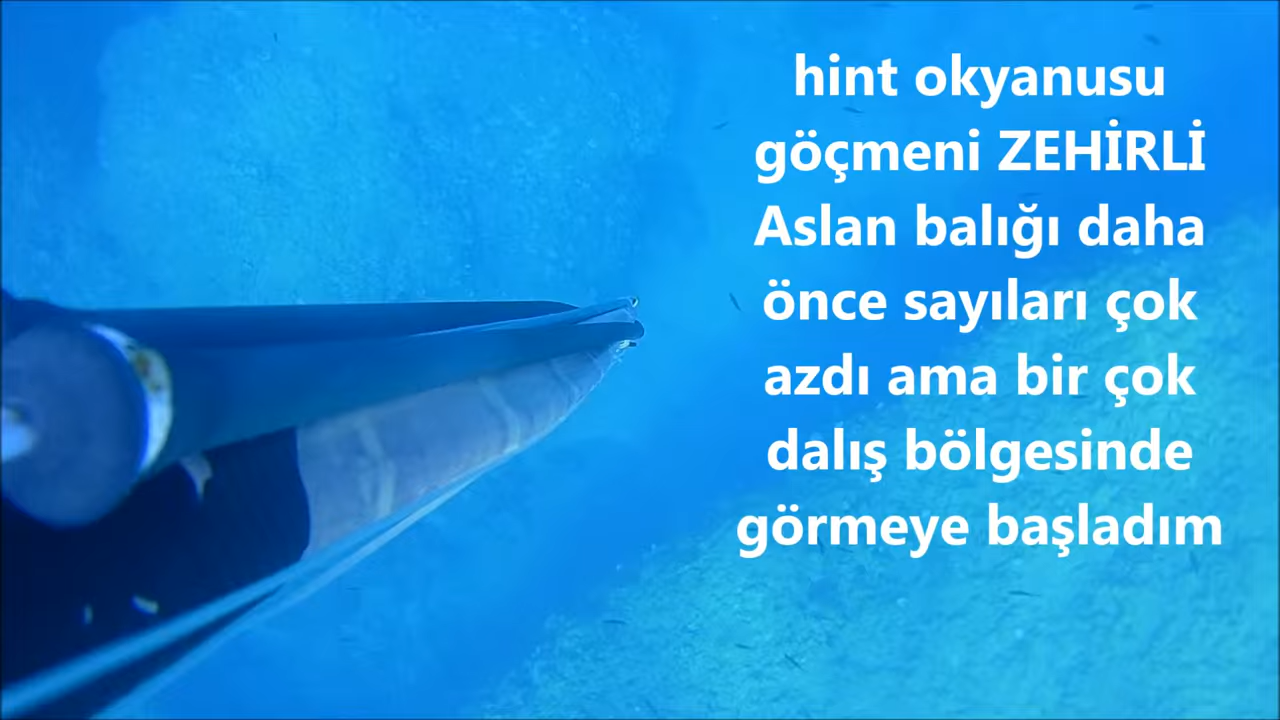 hint okyanusu
göçmeni ZEHİRLİ
Aslan balığı daha
önce sayıları çok
azdı ama bir çok
dalış bölgesinde
görmeye başladım